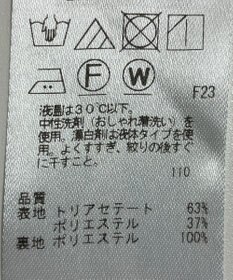 F W
F23
液温は30℃以下。
中性洗剤(おしゃれ着洗い)を
使用、漂白剤は液体タイプを使
用。よくすすぎ、絞りの後すぐ
に干すこと。
110
品質
表地 トリアセテート 63%
ポリエステル 37%
裏地 ポリエステル 100%